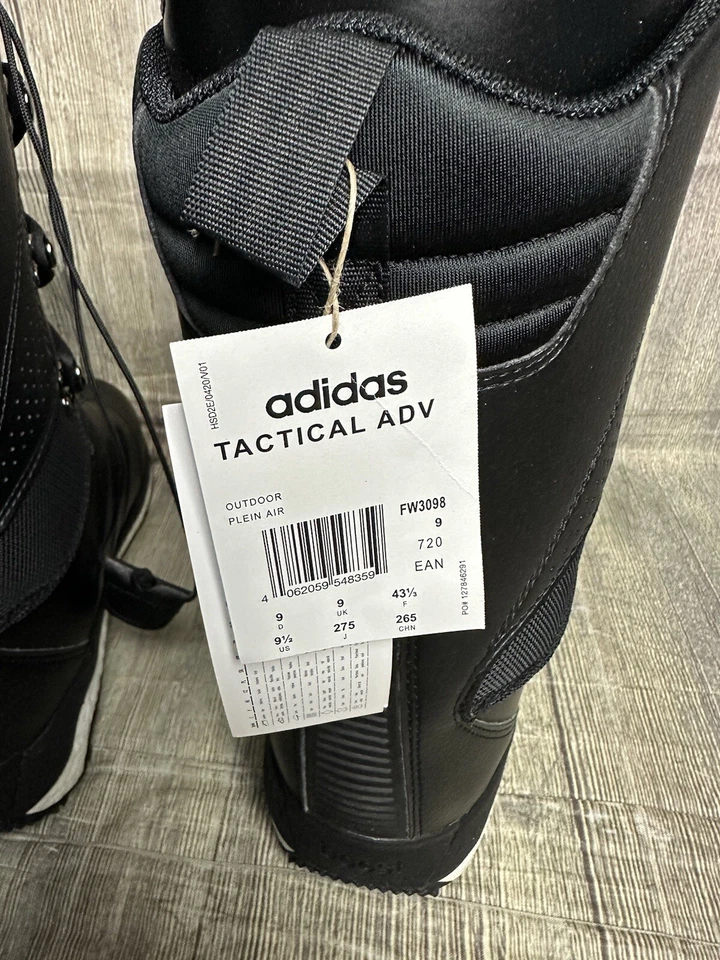 HSD2E/0420/V01
adidas
TACTICAL ADV
OUTDOOR
PLEIN AIR
FW3098
9
720
EAN
4 062059 548359
9 9 43⅓
D UK F
9½ 275 265
US J CHN
PO# 127846291